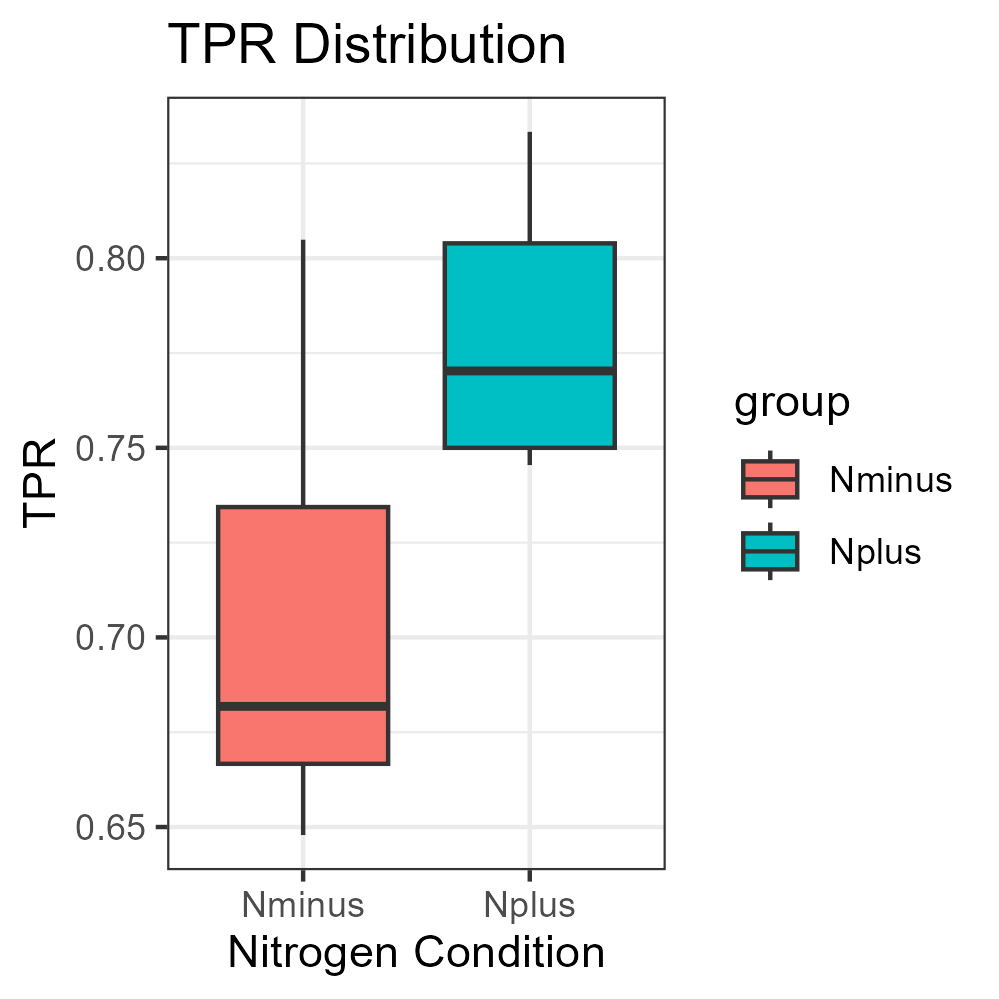 TPR Distribution
TPR
0.80
0.75
0.70
0.65
Nminus
Nplus
Nitrogen Condition
group
Nminus
Nplus